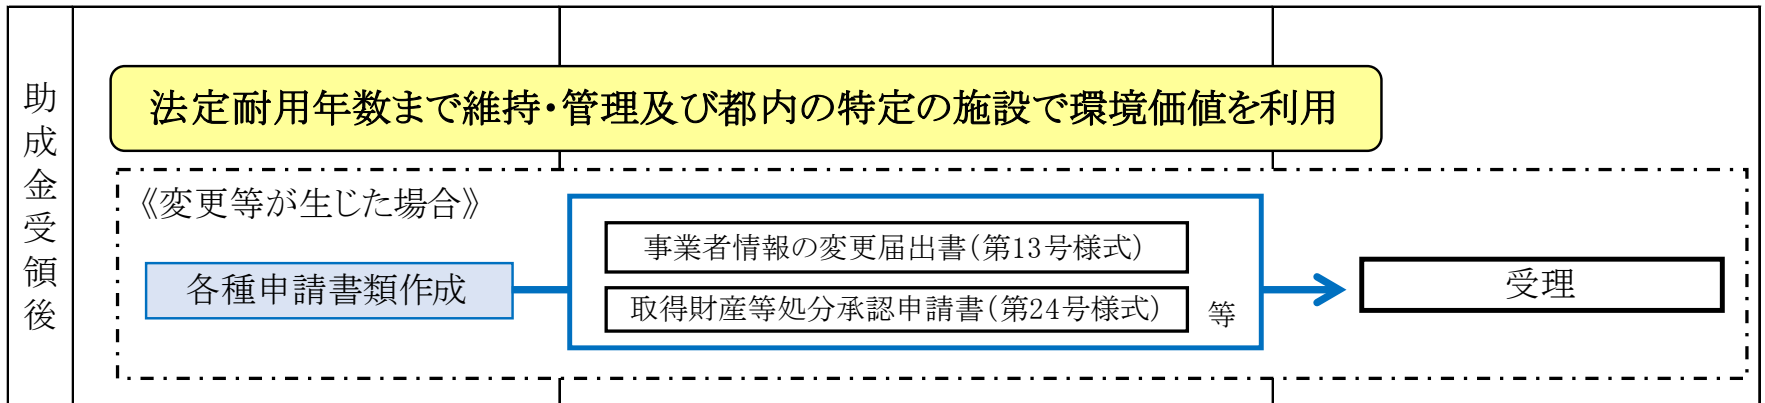 助成金受領後
法定耐用年数まで維持・管理及び都内の特定の施設で環境価値を利用
《変更等が生じた場合》
各種申請書類作成
事業者情報の変更届出書(第13号様式)
取得財産等処分承認申請書(第24号様式)
等
受理